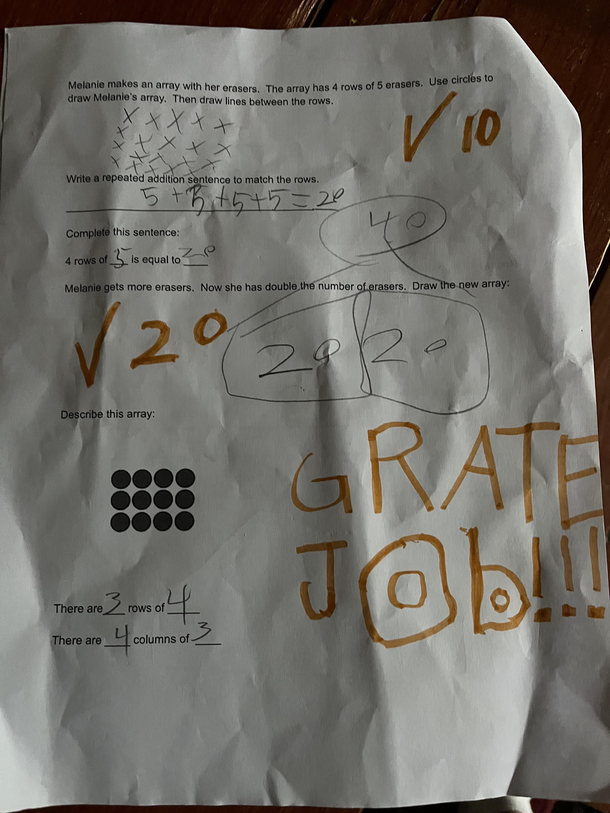 Melanie makes an array with her erasers. The array has 4 rows of 5 erasers. Use circles to
draw Melanie's array. Then draw lines between the rows.
X X X X X
X
X X X X X
X X X X X X
√ 10
Write a repeated addition sentence to match the rows.
5 + 5 + 5 + 5 = 20
40
Complete this sentence:
4 rows of 5 is equal to 20
Melanie gets more erasers. Now she has double the number of erasers. Draw the new array:
√ 20
20 20
Describe this array:
GRATE
JOb!!!
There are 3 rows of 4
There are 4 columns of 3